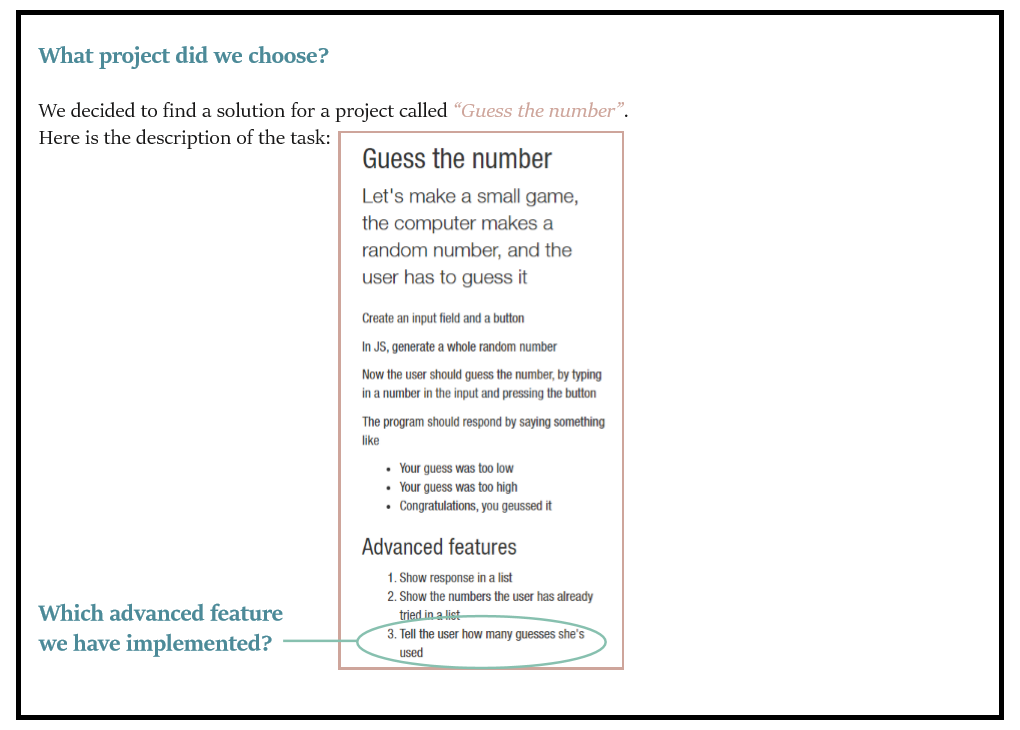 What project did we choose?
We decided to find a solution for a project called “Guess the number”.
Here is the description of the task:
Guess the number
Let's make a small game,
the computer makes a
random number, and the
user has to guess it
Create an input field and a button
In JS, generate a whole random number
Now the user should guess the number, by typing
in a number in the input and pressing the button
The program should respond by saying something
like
• Your guess was too low
• Your guess was too high
• Congratulations, you geussed it
Advanced features
1. Show response in a list
2. Show the numbers the user has already
tried in a list
3. Tell the user how many guesses she's
used
Which advanced feature
we have implemented?